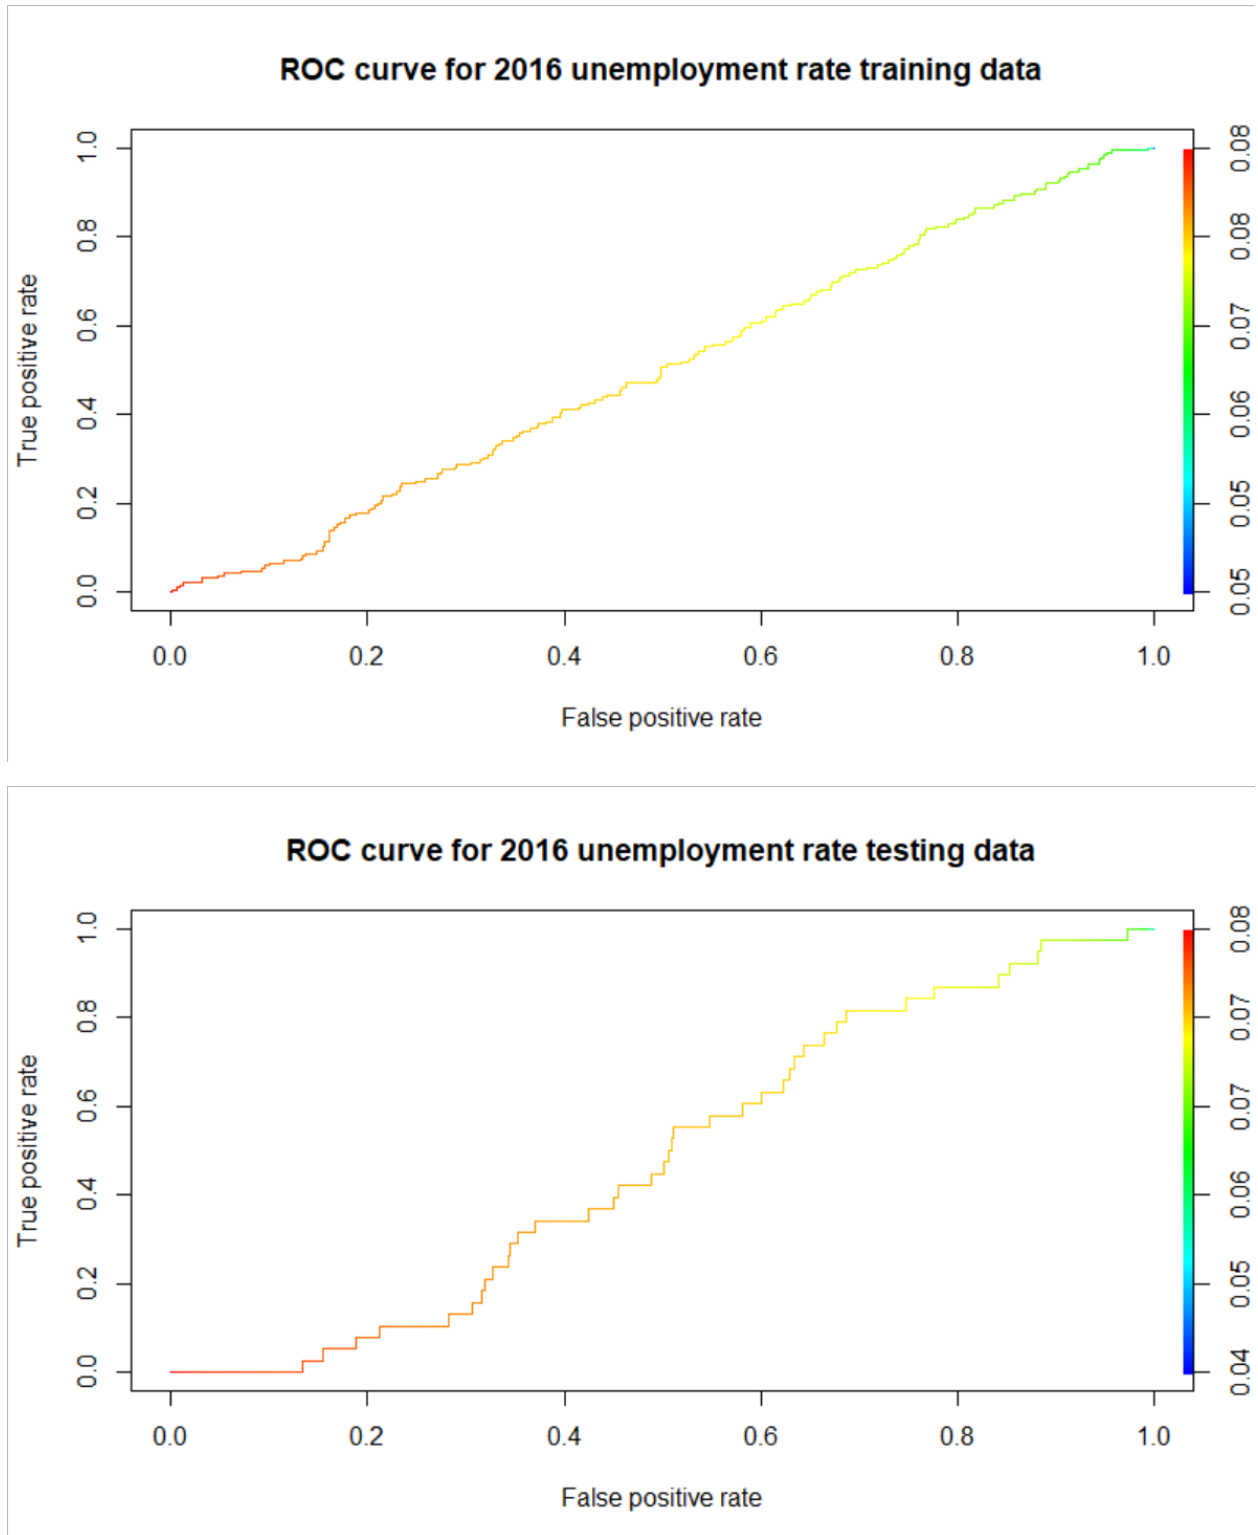 ROC curve for 2016 unemployment rate training data
True positive rate
0.0 0.2 0.4 0.6 0.8 1.0
0.05 0.05 0.06 0.07 0.08 0.08
0.0 0.2 0.4 0.6 0.8 1.0
False positive rate
ROC curve for 2016 unemployment rate testing data
True positive rate
0.0 0.2 0.4 0.6 0.8 1.0
0.04 0.05 0.06 0.07 0.07 0.08
0.0 0.2 0.4 0.6 0.8 1.0
False positive rate